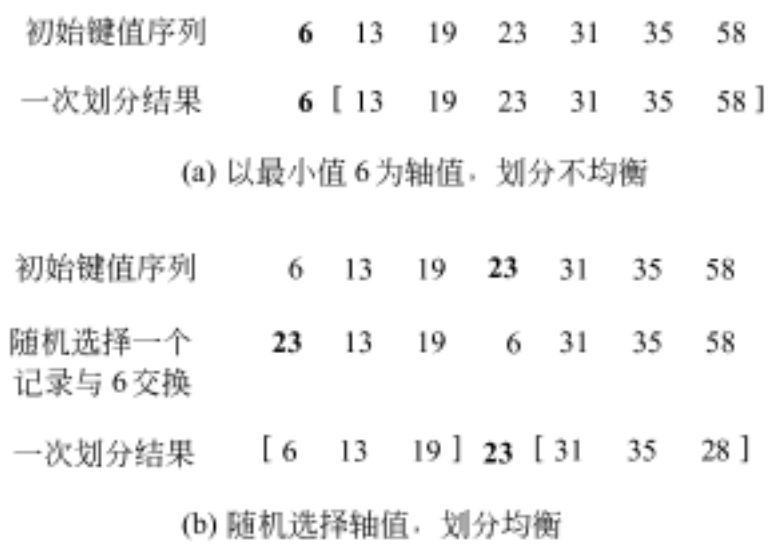 初始键值序列 6 13 19 23 31 35 58
一次划分结果 6 [ 13 19 23 31 35 58 ]
(a) 以最小值 6 为轴值，划分不均衡
初始键值序列 6 13 19 23 31 35 58
随机选择一个 23 13 19 6 31 35 58
记录与 6 交换
一次划分结果 [ 6 13 19 ] 23 [ 31 35 28 ]
(b) 随机选择轴值，划分均衡